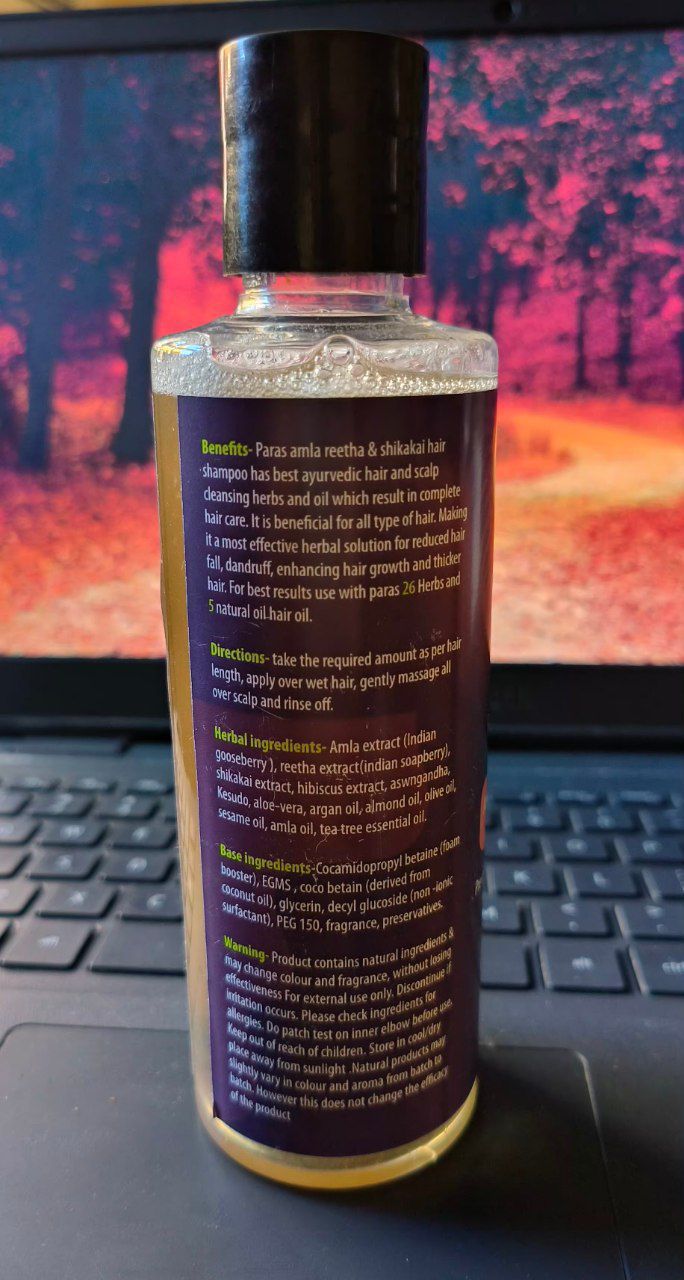 Benefits- Paras amla reetha & shikakai hair
shampoo has best ayurvedic hair and scalp
cleansing herbs and oil which result in complete
hair care. It is beneficial for all type of hair. Making
it a most effective herbal solution for reduced hair
fall, dandruff, enhancing hair growth and thicker
hair. For best results use with paras 26 Herbs and
5 natural oil hair oil.
Directions- take the required amount as per hair
length, apply over wet hair, gently massage all
over scalp and rinse off.
Herbal ingredients- Amla extract (Indian
gooseberry ), reetha extract(indian soapberry),
shikakai extract, hibiscus extract, aswngandha,
Kesudo, aloe-vera, argan oil, almond oil, olive oil,
sesame oil, amla oil, tea tree essential oil.
Base ingredients-Cocamidopropyl betaine (foam
booster), EGMS , coco betain (derived from
coconut oil), glycerin, decyl glucoside (non -ionic
surfactant), PEG 150, fragrance, preservatives.
Warning- Product contains natural ingredients &
may change colour and fragrance, without losing
effectiveness For external use only. Discontinue if
irritation occurs. Please check ingredients for
allergies. Do patch test on inner elbow before use.
Keep out of reach of children. Store in cool/dry
place away from sunlight .Natural products may
slightly vary in colour and aroma from batch to
batch. However this does not change the efficacy
of the product